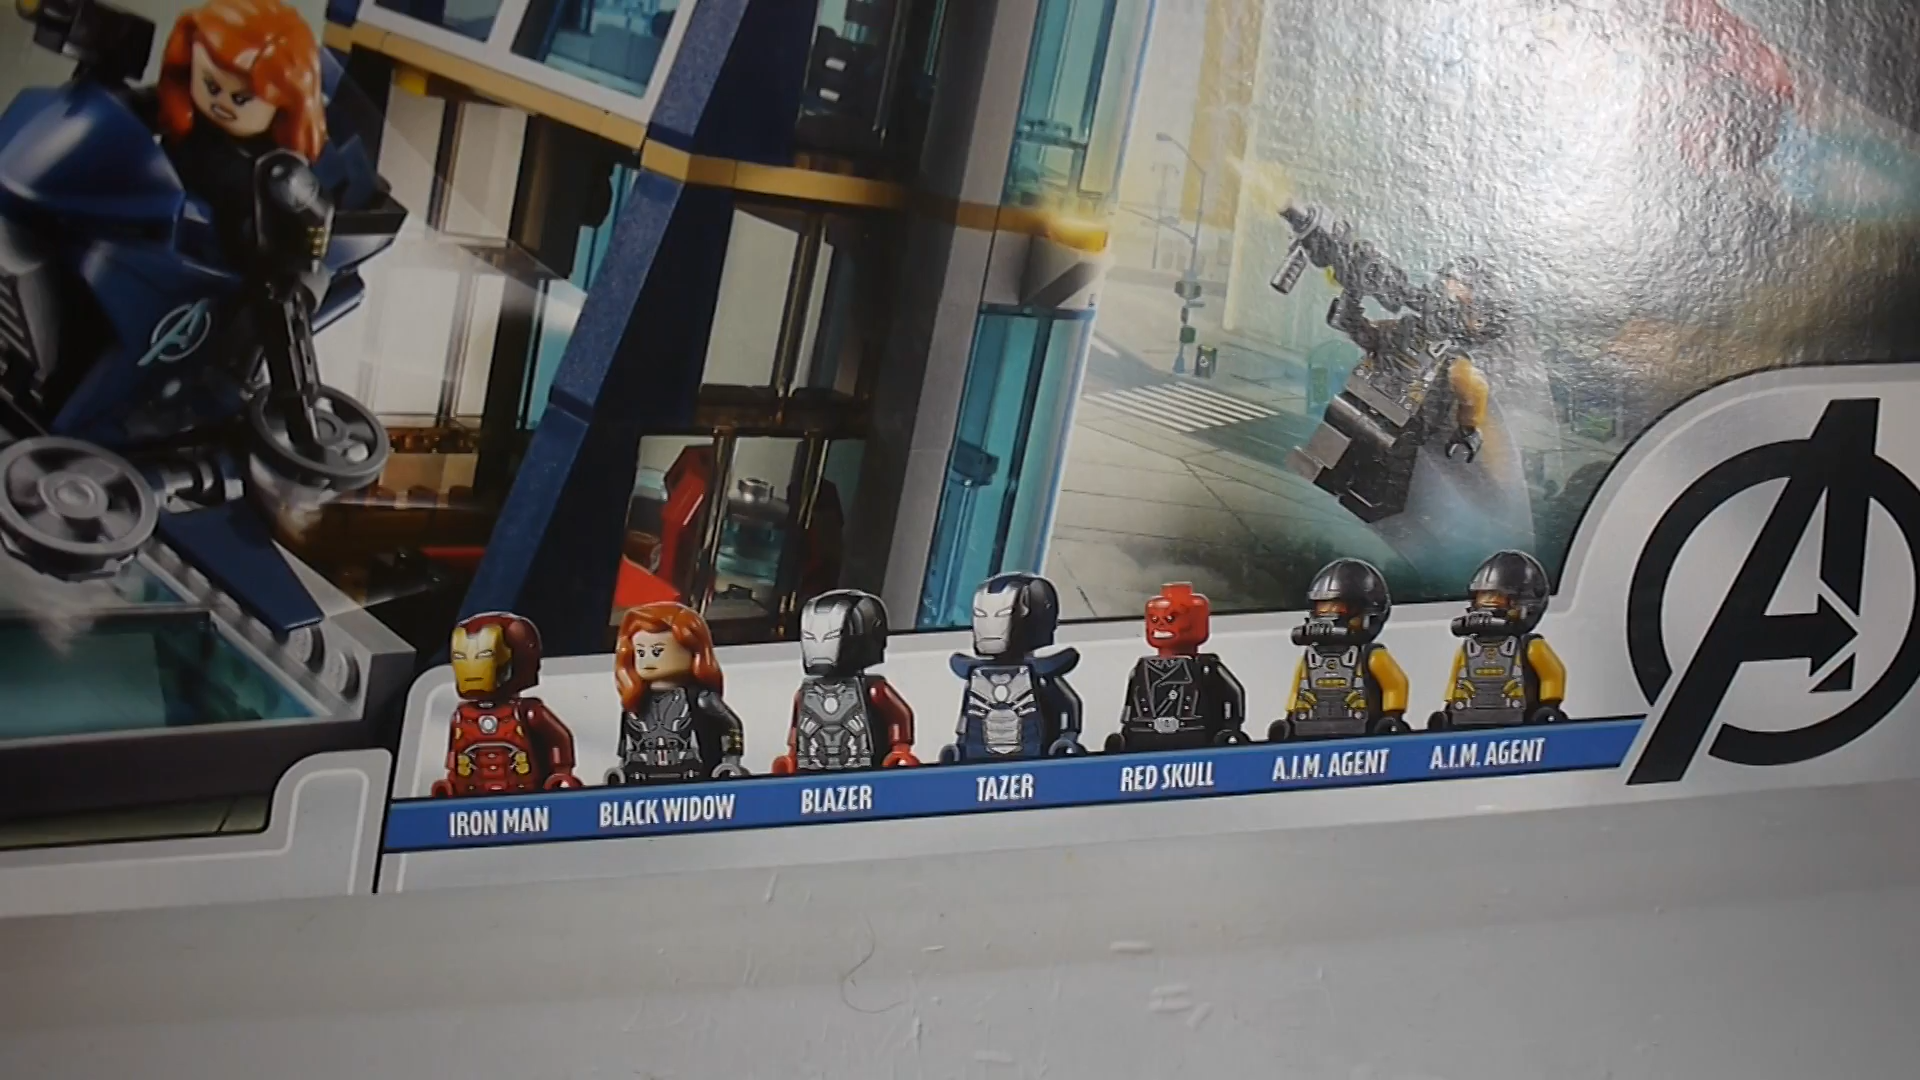 IRON MAN
BLACK WIDOW
BLAZER
TAZER
RED SKULL
A.I.M. AGENT
A.I.M. AGENT